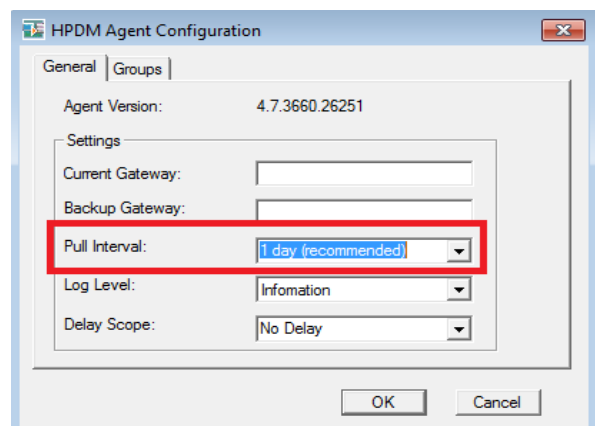 HPDM Agent Configuration
General Groups
Agent Version: 4.7.3660.26251
Settings
Current Gateway:
Backup Gateway:
Pull Interval: 1 day (recommended)
Log Level: Infomation
Delay Scope: No Delay
OK Cancel